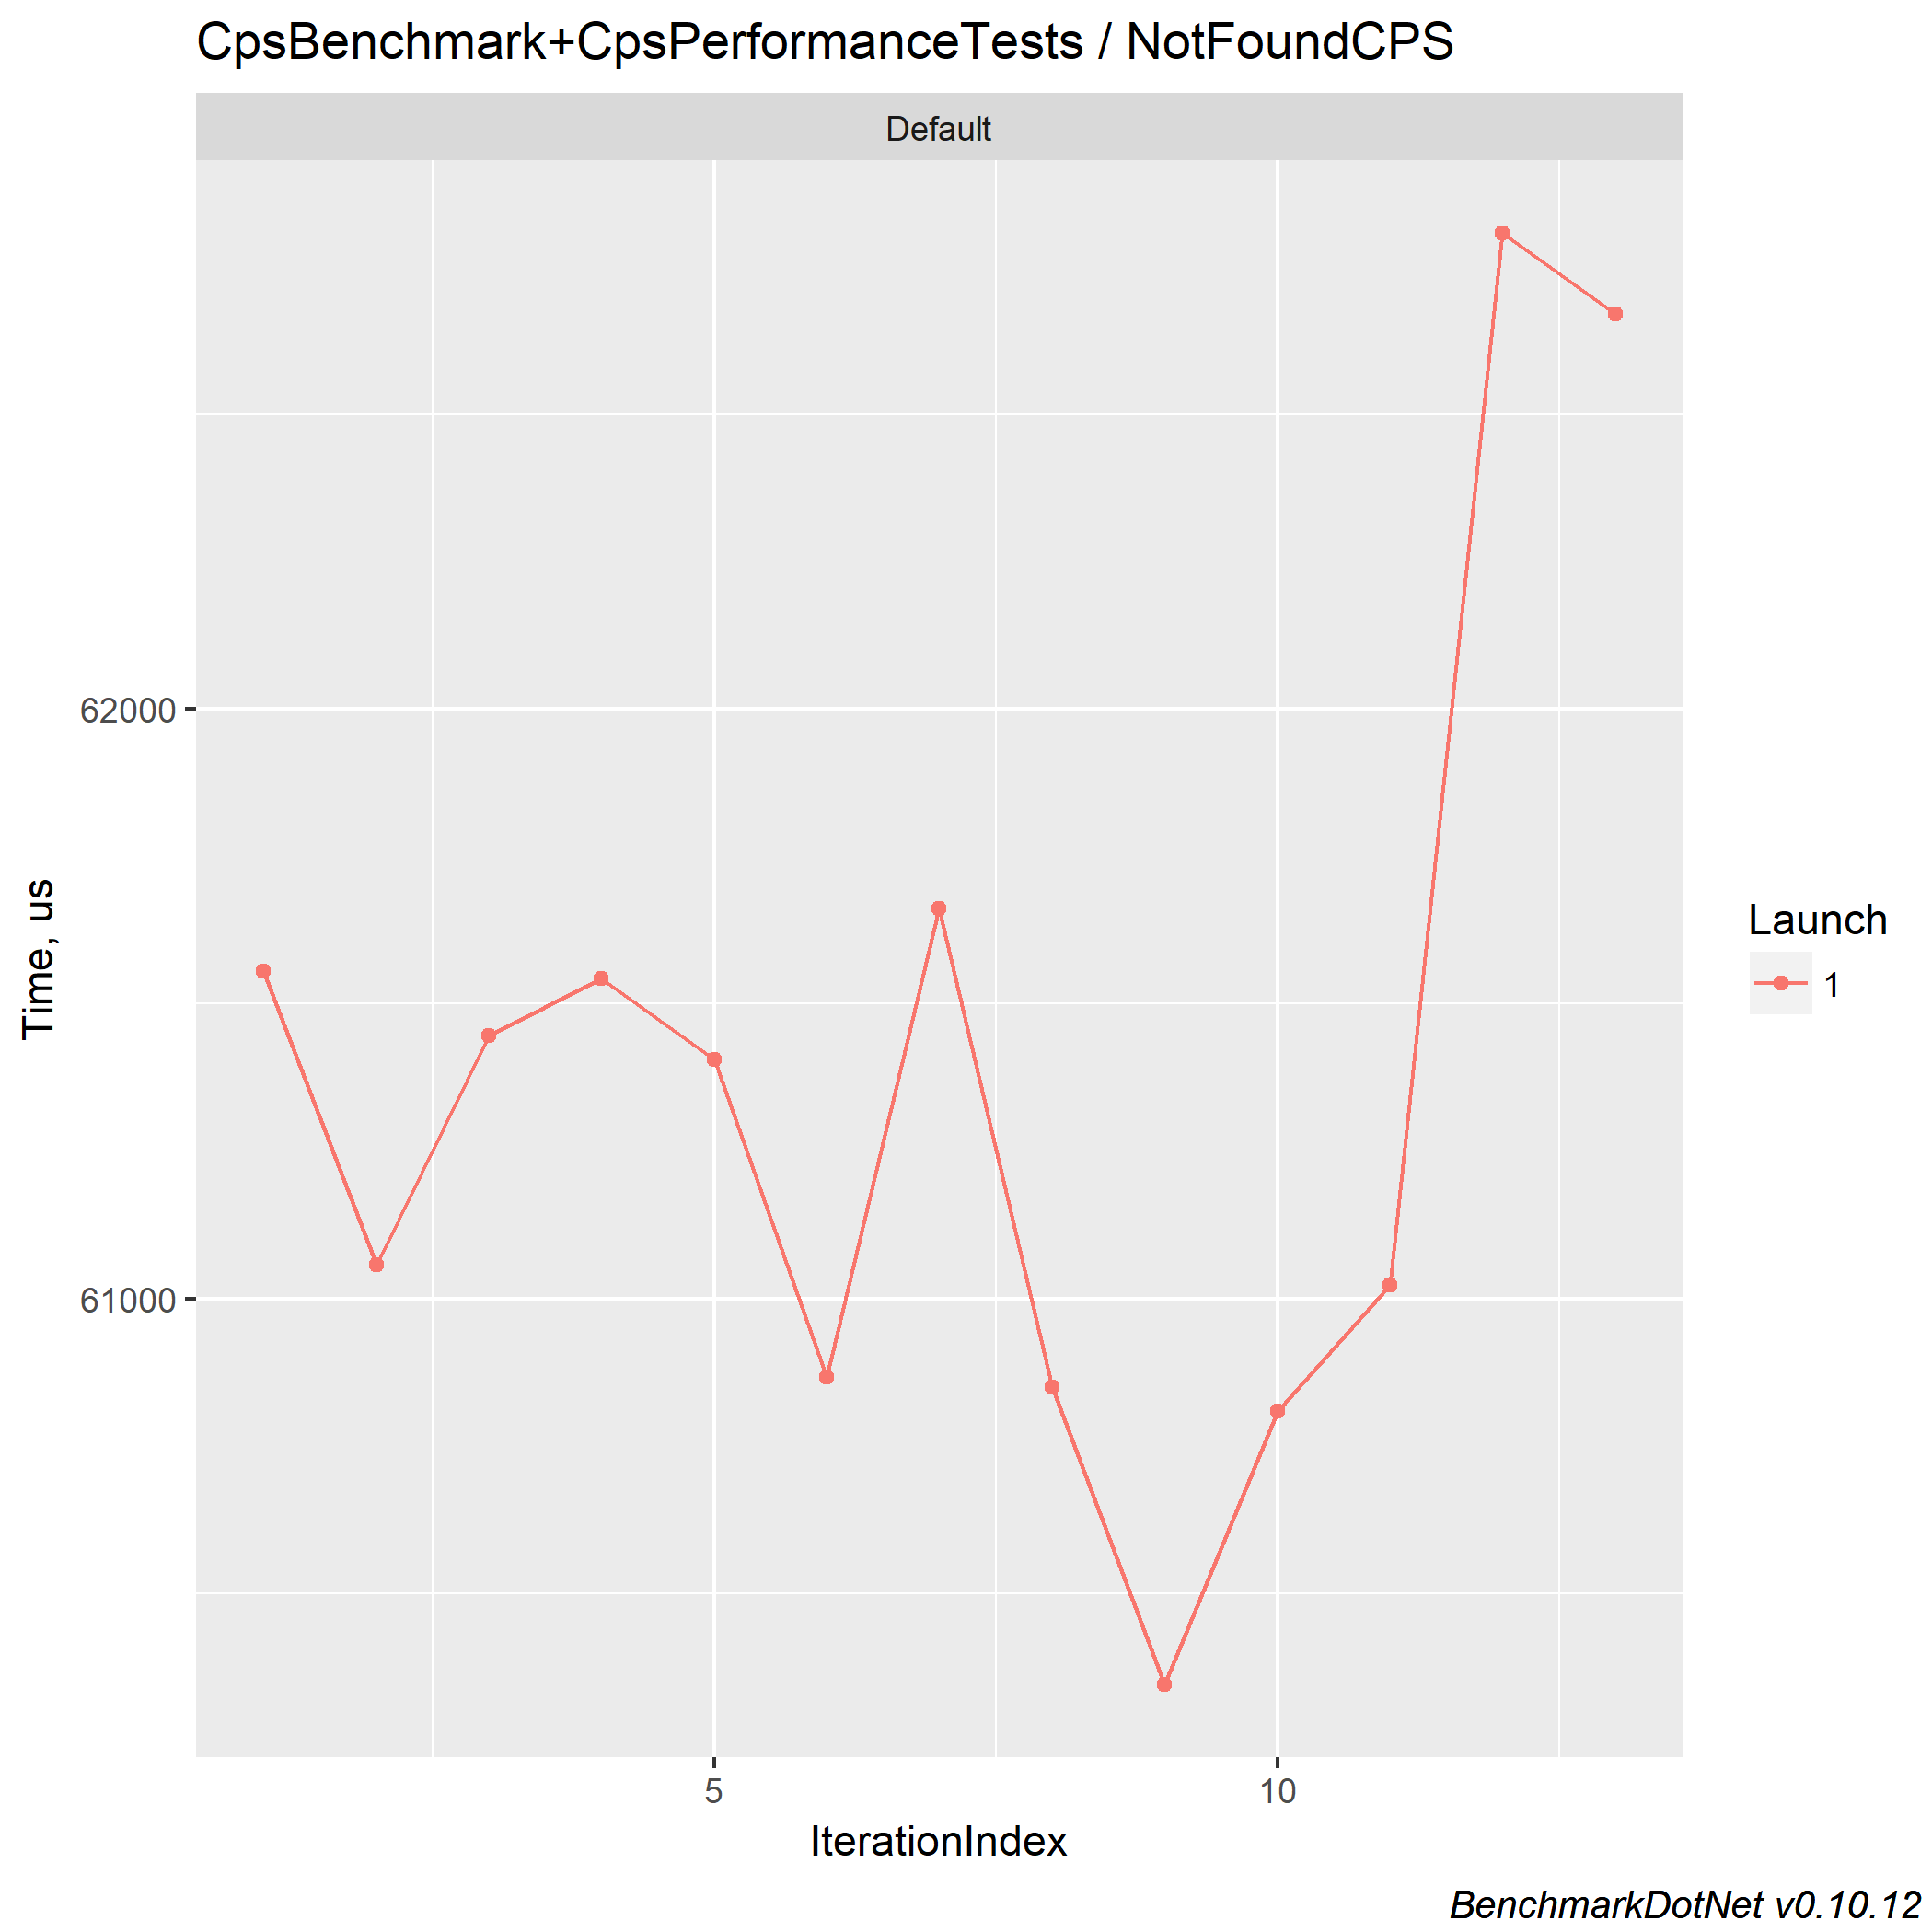 CpsBenchmark+CpsPerformanceTests / NotFoundCPS
Default
62000
61000
Time, us
5
10
IterationIndex
Launch
1
BenchmarkDotNet v0.10.12